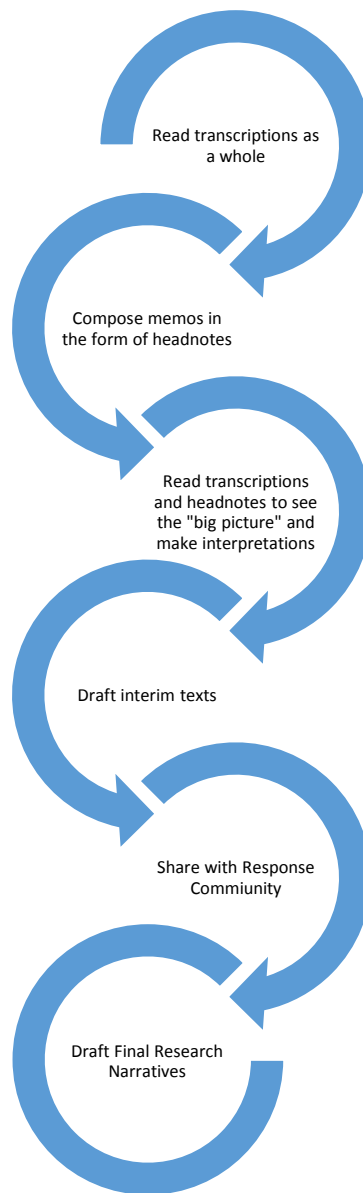 Read transcriptions as
a whole
Compose memos in
the form of headnotes
Read transcriptions
and headnotes to see
the "big picture" and
make interpretations
Draft interim texts
Share with Response
Commiunity
Draft Final Research
Narratives